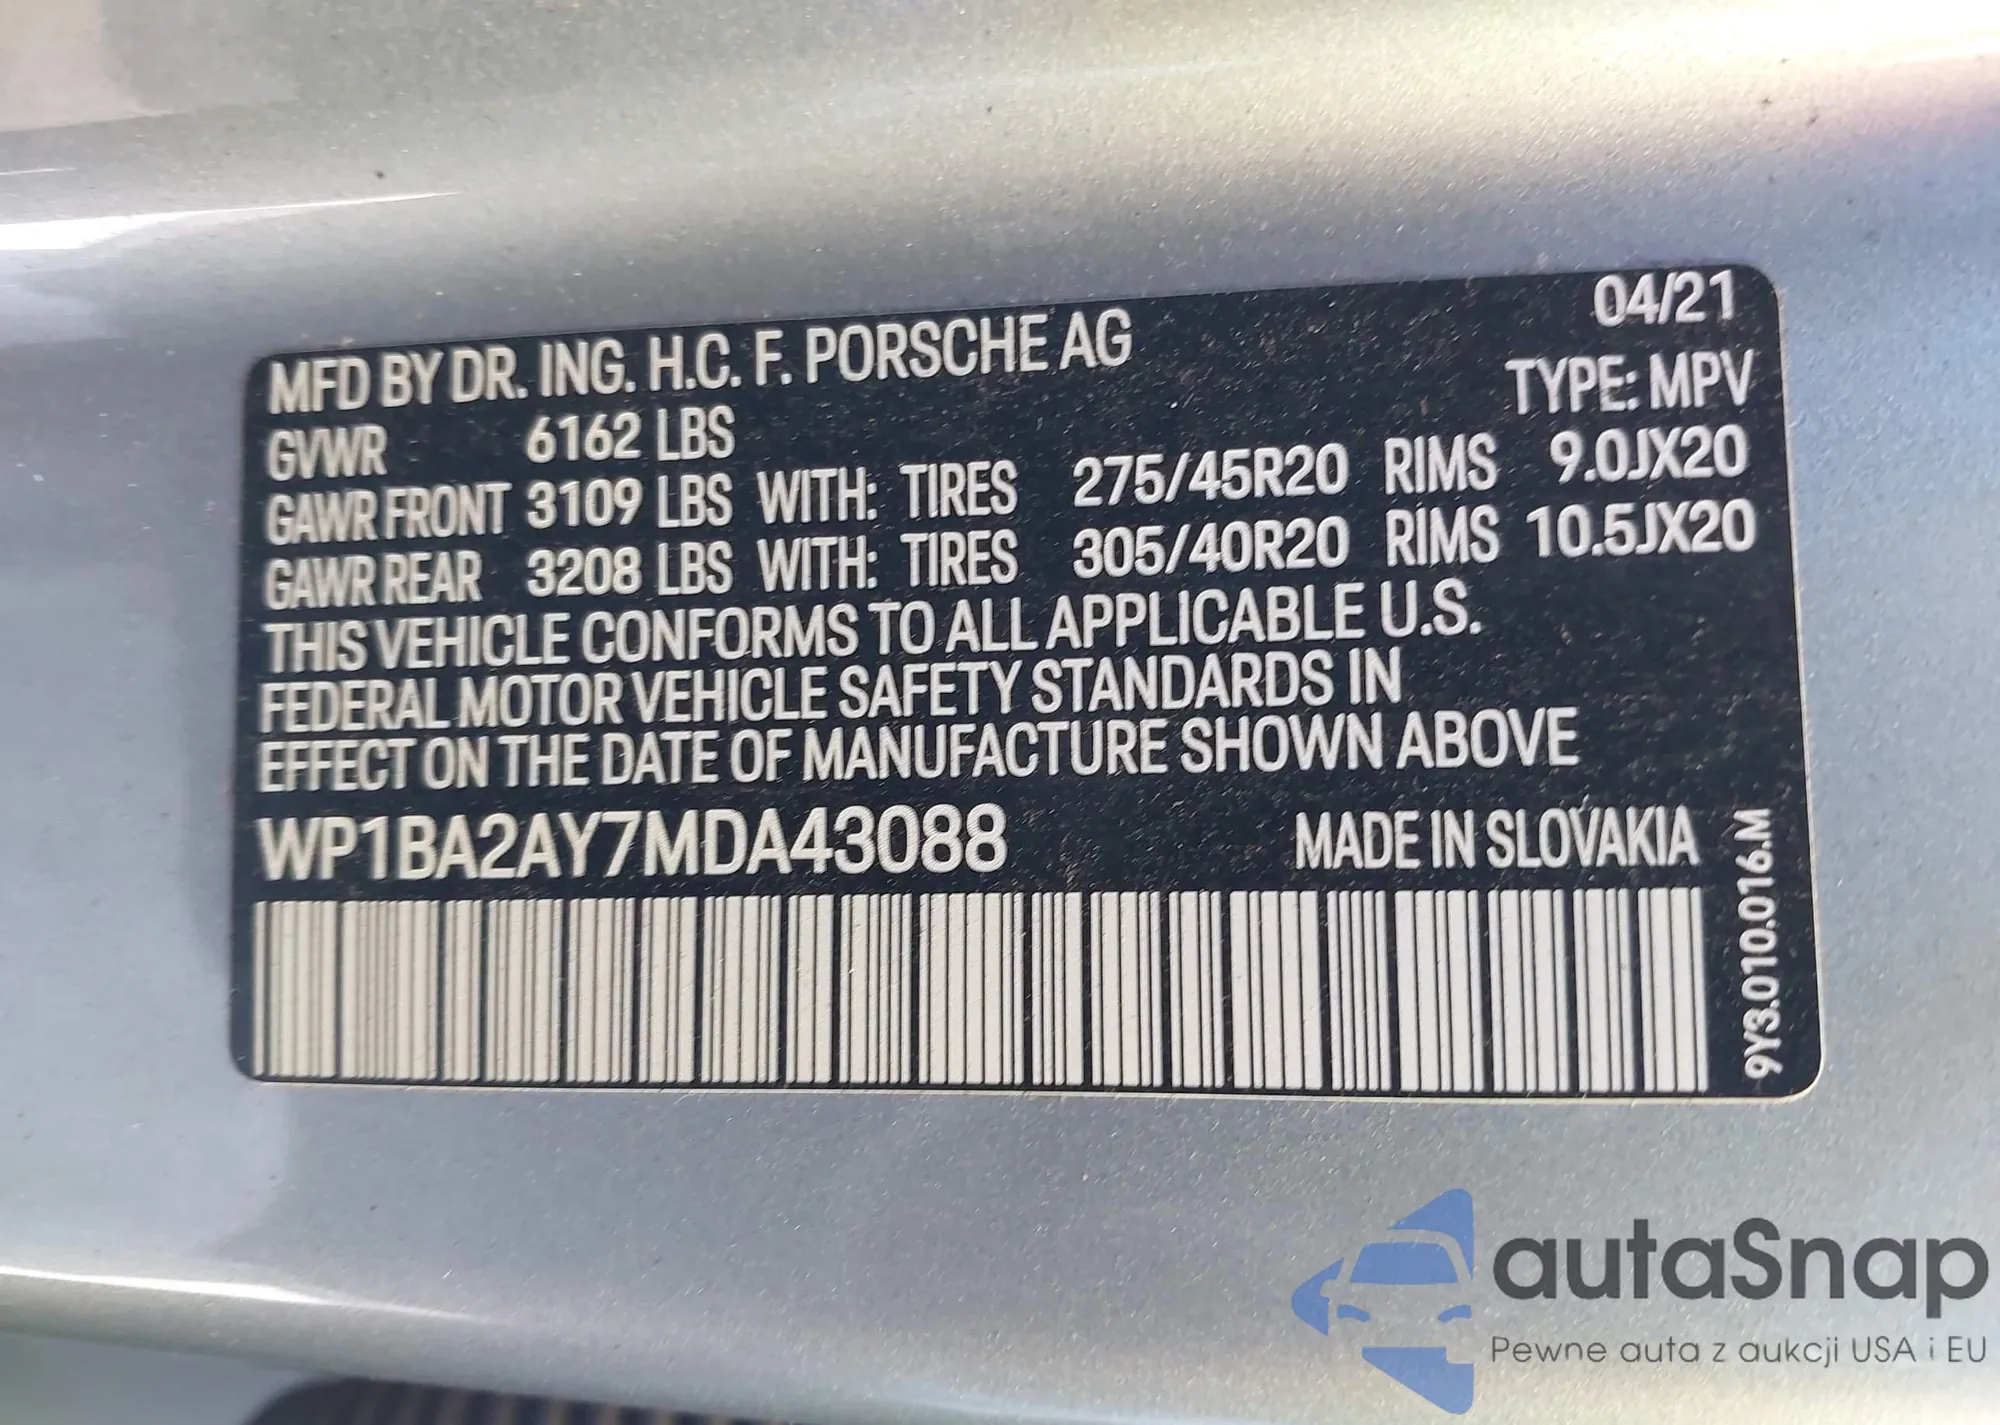 04/21
MFD BY DR. ING. H.C. F. PORSCHE AG
TYPE: MPV
GVWR 6162 LBS
GAWR FRONT 3109 LBS WITH: TIRES 275/45R20 RIMS 9.0JX20
GAWR REAR 3208 LBS WITH: TIRES 305/40R20 RIMS 10.5JX20
THIS VEHICLE CONFORMS TO ALL APPLICABLE U.S.
FEDERAL MOTOR VEHICLE SAFETY STANDARDS IN
EFFECT ON THE DATE OF MANUFACTURE SHOWN ABOVE
WP1BA2AY7MDA43088 MADE IN SLOVAKIA
9Y3.010.016.M
autaSnap
Pewne auta z aukcji USA i EU